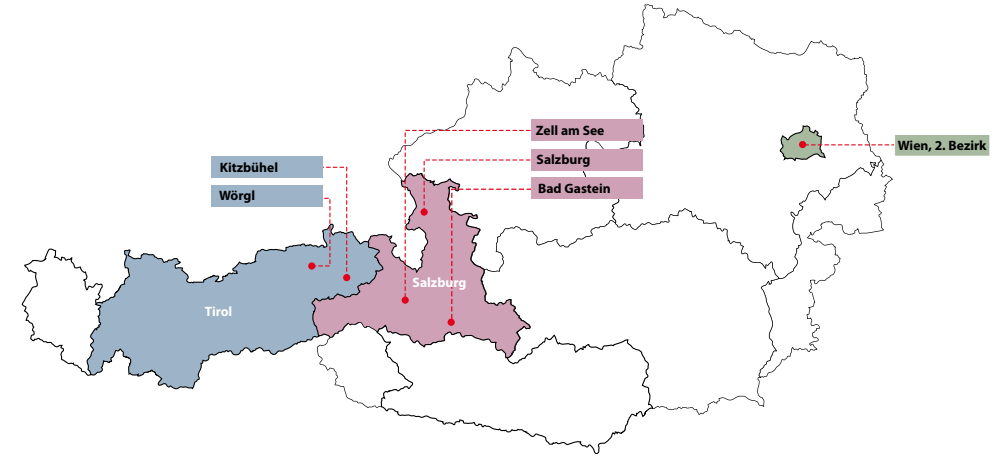 Zell am See
Salzburg
Bad Gastein
Wien, 2. Bezirk
Kitzbühel
Wörgl
Salzburg
Tirol